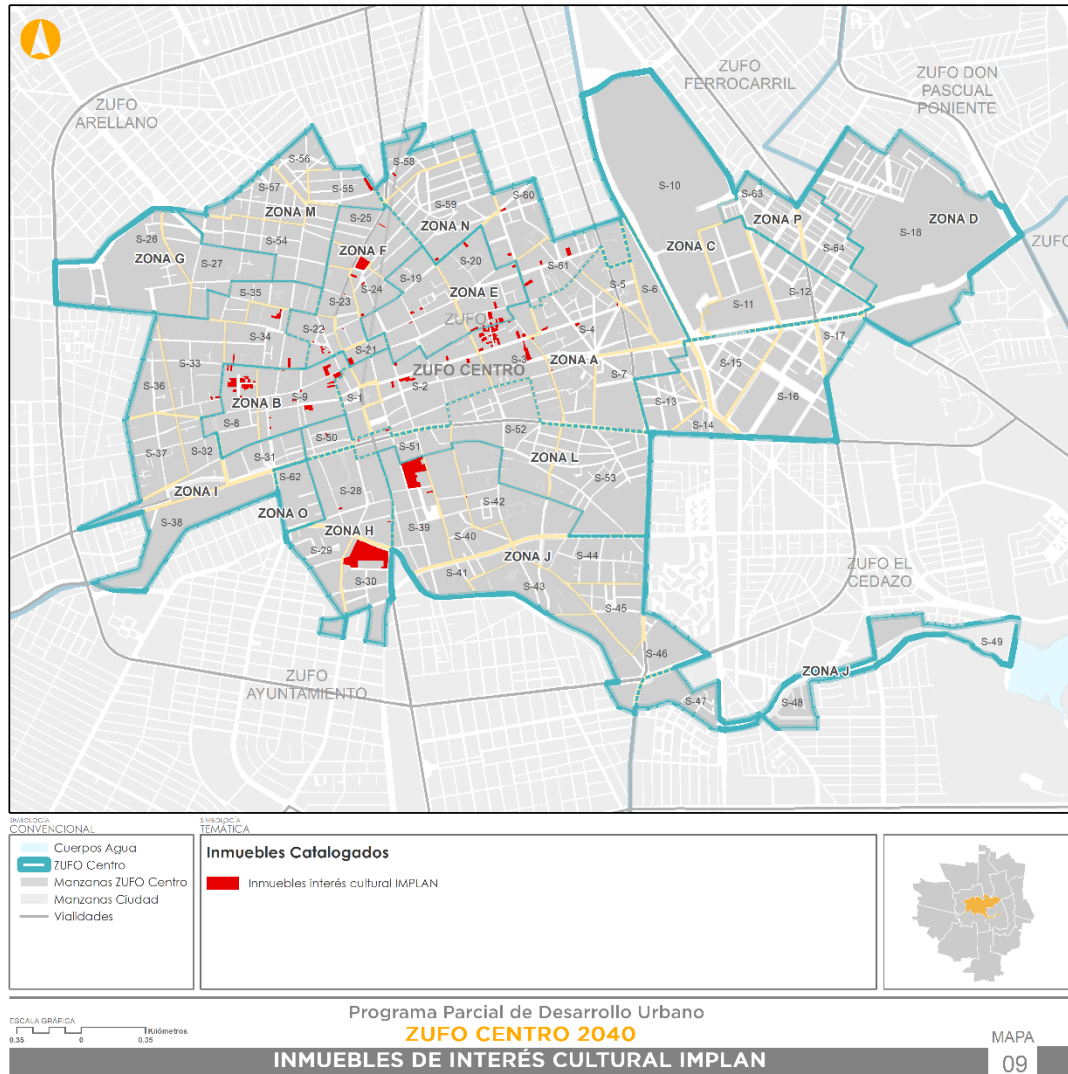 ZUFO
FERROCARRIL
ZUFO DON
PASCUAL
PONIENTE
ZUFO
ARELLANO
S-56
S-58
S-57
S-55
S-60
S-63
S-10
S-59
ZONA M
S-25
ZONA N
ZONA P
ZONA D
S-18
S-26
S-54
ZUFO
ZONA F
ZONA C
S-64
ZONA G
S-27
S-20
S-61
S-19
S-5
S-6
S-24
S-35
ZONA E
S-12
S-23
S-11
ZUFO
S-22
S-4
S-34
S-17
S-21
S-3
ZONA A
S-33
S-15
ZUFO CENTRO
S-7
S-36
S-2
S-9
S-1
S-16
ZONA B
S-13
S-8
S-14
S-52
S-50
S-51
S-32
S-37
S-31
ZONA L
S-62
S-53
ZONA I
S-28
S-42
ZONA O
S-38
S-39
ZONA H
S-40
S-29
ZONA J
S-44
ZUFO EL
CEDAZO
S-30
S-41
S-43
S-45
S-49
S-46
ZUFO
AYUNTAMIENTO
ZONA J
S-47
S-48
SIMBOLOGÍA
CONVENCIONAL
Cuerpos Agua
ZUFO Centro
Manzanas ZUFO Centro
Manzanas Ciudad
Vialidades
SIMBOLOGÍA
TEMÁTICA
Inmuebles Catalogados
Inmuebles interés cultural IMPLAN
ESCALA GRÁFICA
Kilómetros
0.35 0 0.35
Programa Parcial de Desarrollo Urbano
ZUFO CENTRO 2040
INMUEBLES DE INTERÉS CULTURAL IMPLAN
MAPA
09